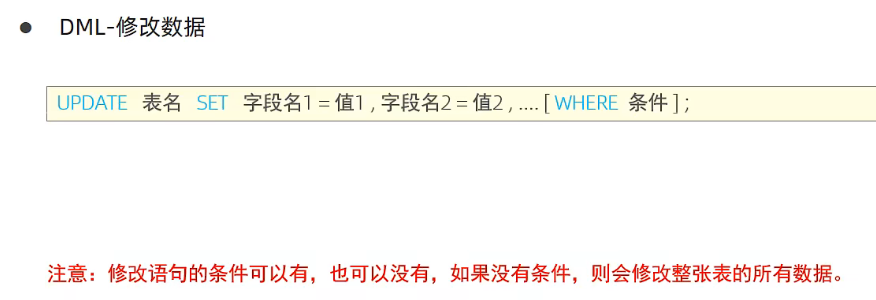 ● DML-修改数据
UPDATE 表名 SET 字段名1 = 值1 , 字段名2 = 值2 , .... [ WHERE 条件 ] ;
注意：修改语句的条件可以有，也可以没有，如果没有条件，则会修改整张表的所有数据。